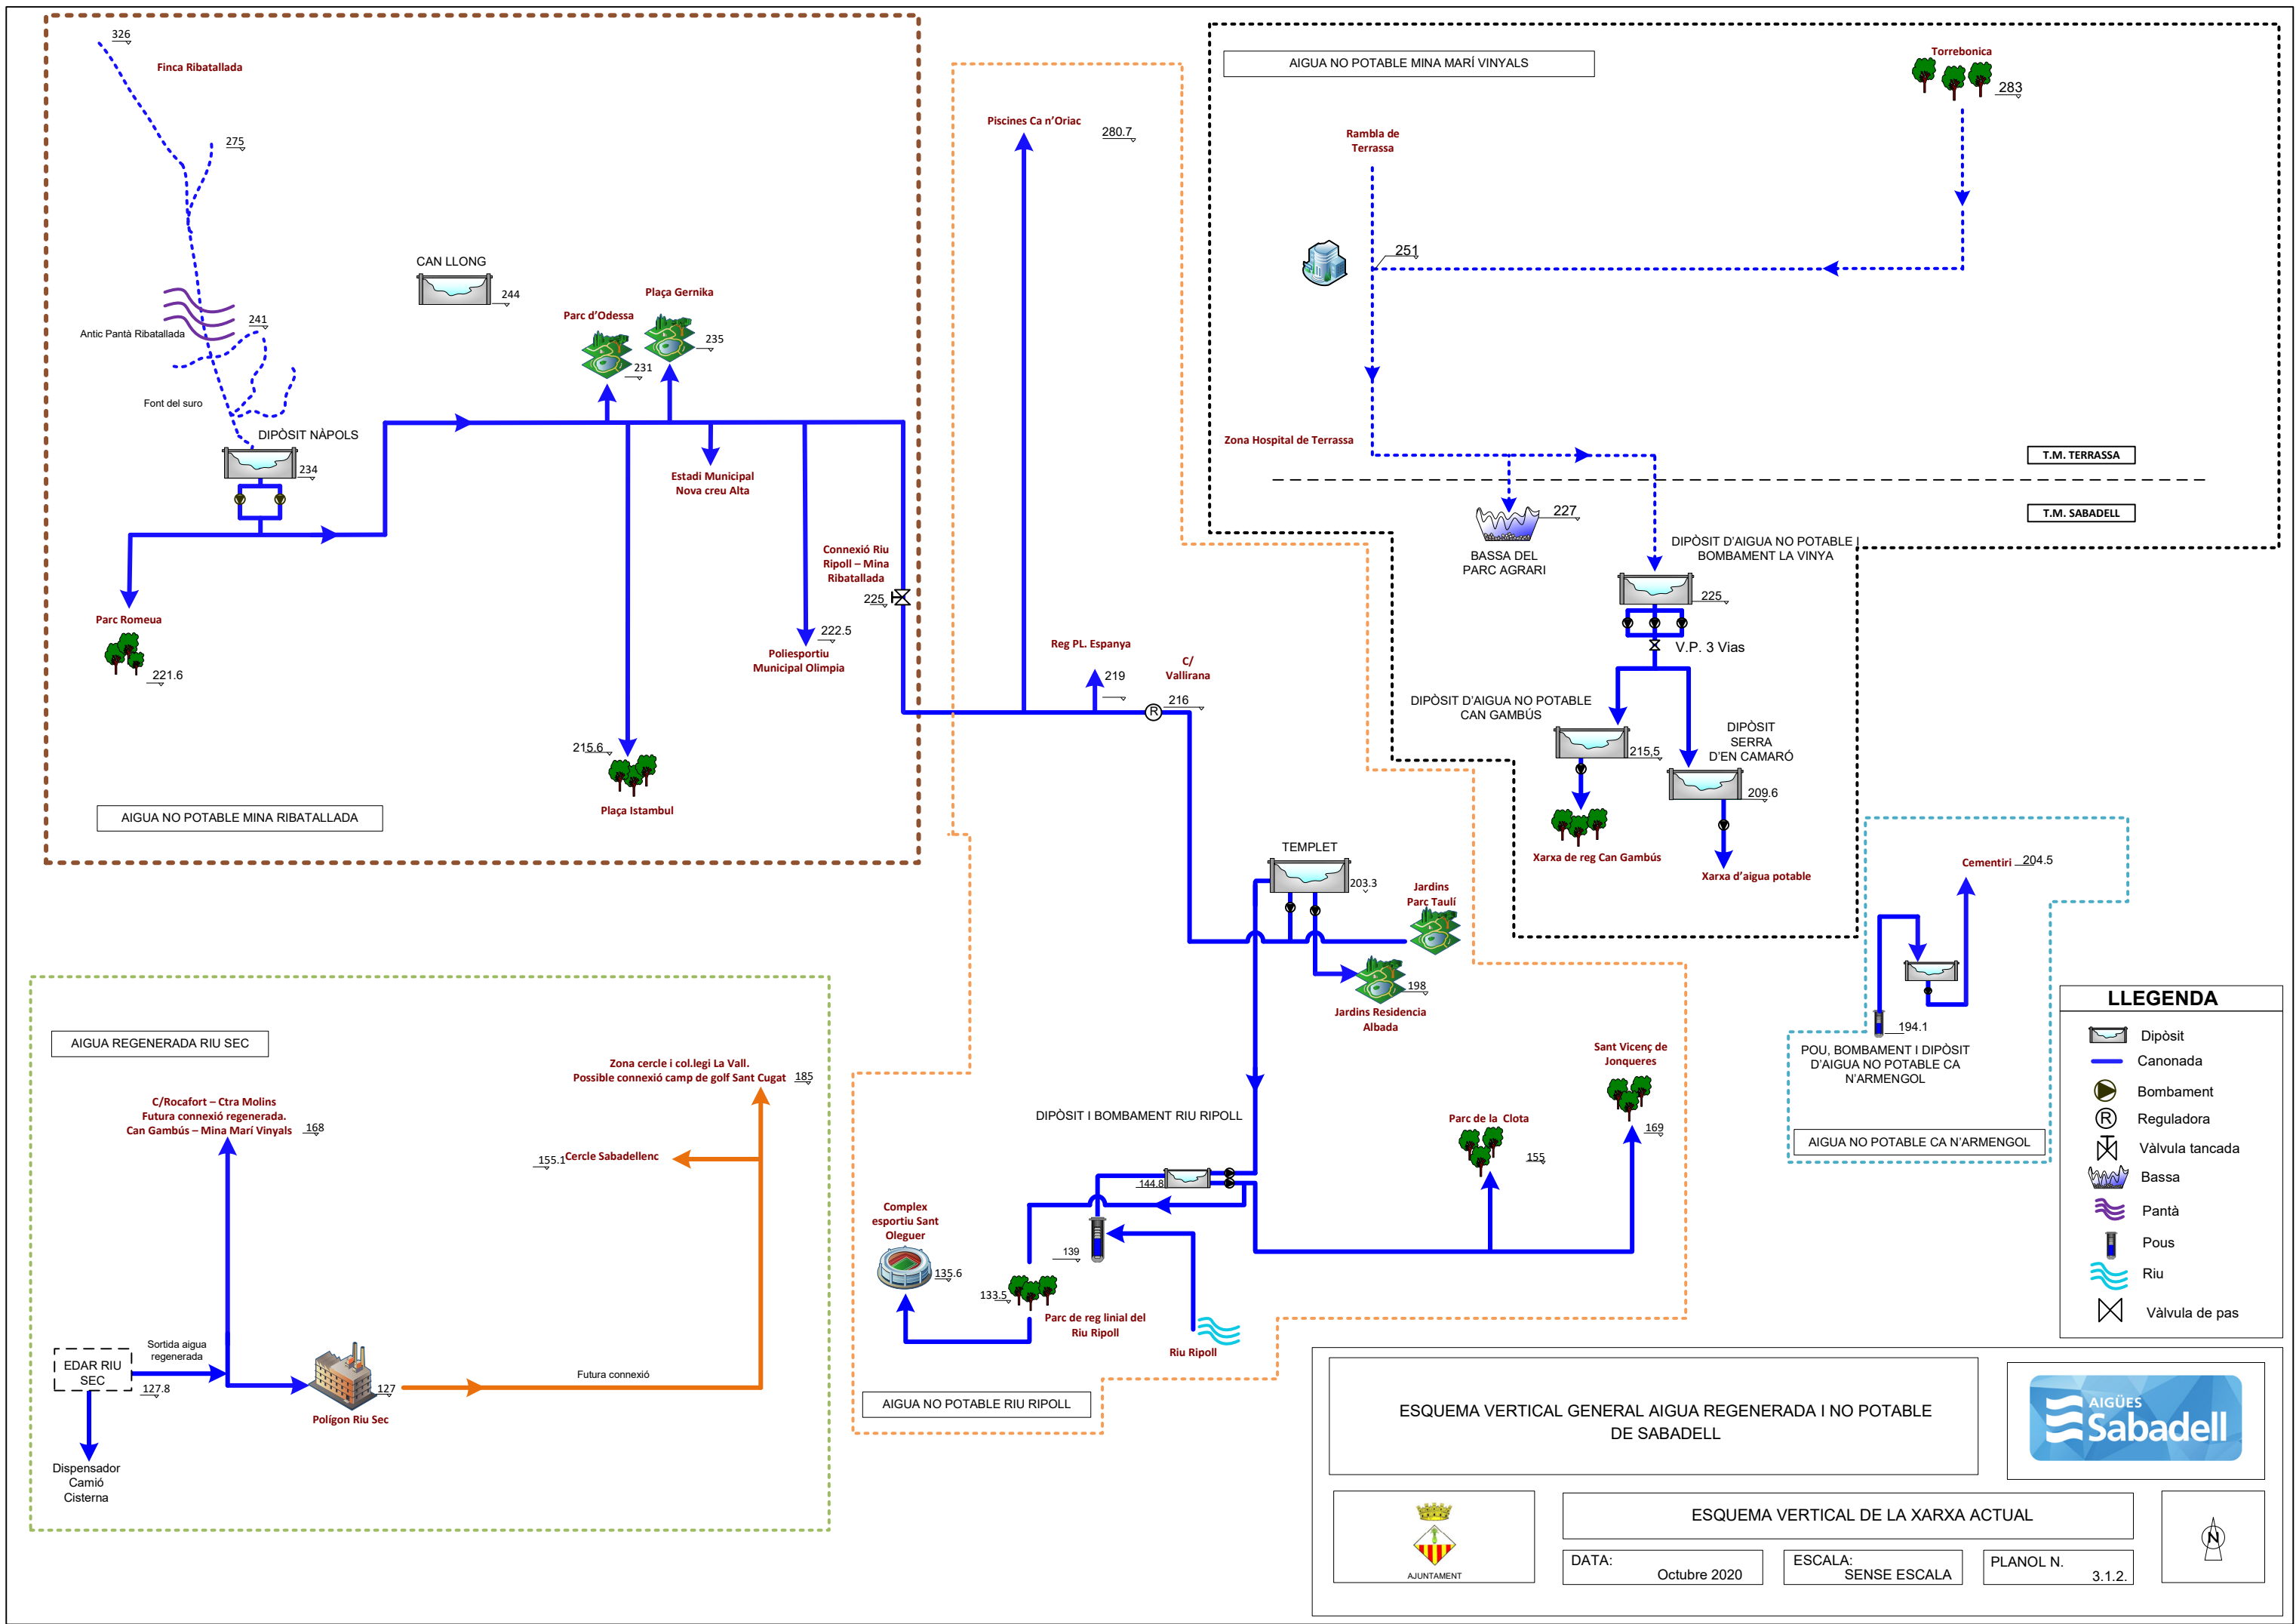 326
Finca Ribatallada
275
CAN LLONG
244
Antic Pantà Ribatallada
241
Font del suro
DIPÒSIT NÀPOLS
234
Parc d'Odessa
231
Plaça Gernika
235
Estadi Municipal
Nova creu Alta
Connexió Riu
Ripoll – Mina
Ribatallada
225
222.5
Poliesportiu
Municipal Olimpia
Parc Romeua
221.6
215.6
Plaça Istambul
AIGUA NO POTABLE MINA RIBATALLADA
Piscines Ca n'Oriac
280.7
Reg PL. Espanya
219
C/
Vallirana
216
R
TEMPLET
203.3
Jardins
Parc Taulí
198
Jardins Residencia
Albada
DIPÒSIT I BOMBAMENT RIU RIPOLL
144.8
Sant Vicenç de
Jonqueres
169
Parc de la Clota
155
Complex
esportiu Sant
Oleguer
135.6
139
133.5
Parc de reg linial del
Riu Ripoll
Riu Ripoll
AIGUA NO POTABLE RIU RIPOLL
AIGUA NO POTABLE MINA MARÍ VINYALS
Torrebonica
283
Rambla de
Terrassa
251
Zona Hospital de Terrassa
T.M. TERRASSA
T.M. SABADELL
227
BASSA DEL
PARC AGRARI
DIPÒSIT D'AIGUA NO POTABLE I
BOMBAMENT LA VINYA
225
V.P. 3 Vias
DIPÒSIT D'AIGUA NO POTABLE
CAN GAMBÚS
215,5
DIPÒSIT
SERRA
D'EN CAMARÓ
209.6
Xarxa de reg Can Gambús
Xarxa d'aigua potable
Cementiri 204.5
194.1
POU, BOMBAMENT I DIPÒSIT
D'AIGUA NO POTABLE CA
N'ARMENGOL
AIGUA NO POTABLE CA N'ARMENGOL
AIGUA REGENERADA RIU SEC
C/Rocafort – Ctra Molins
Futura connexió regenerada.
Can Gambús – Mina Marí Vinyals 168
Zona cercle i col.legi La Vall.
Possible connexió camp de golf Sant Cugat 185
155.1 Cercle Sabadellenc
Sortida aigua
regenerada
EDAR RIU
SEC
127.8
127
Polígon Riu Sec
Futura connexió
Dispensador
Camió
Cisterna
LLEGENDA
Dipòsit
Canonada
Bombament
R Reguladora
Vàlvula tancada
Bassa
Pantà
Pous
Riu
Vàlvula de pas
ESQUEMA VERTICAL GENERAL AIGUA REGENERADA I NO POTABLE
DE SABADELL
AIGÜES
Sabadell
AJUNTAMENT
ESQUEMA VERTICAL DE LA XARXA ACTUAL
DATA:
Octubre 2020
ESCALA:
SENSE ESCALA
PLANOL N.
3.1.2.
N